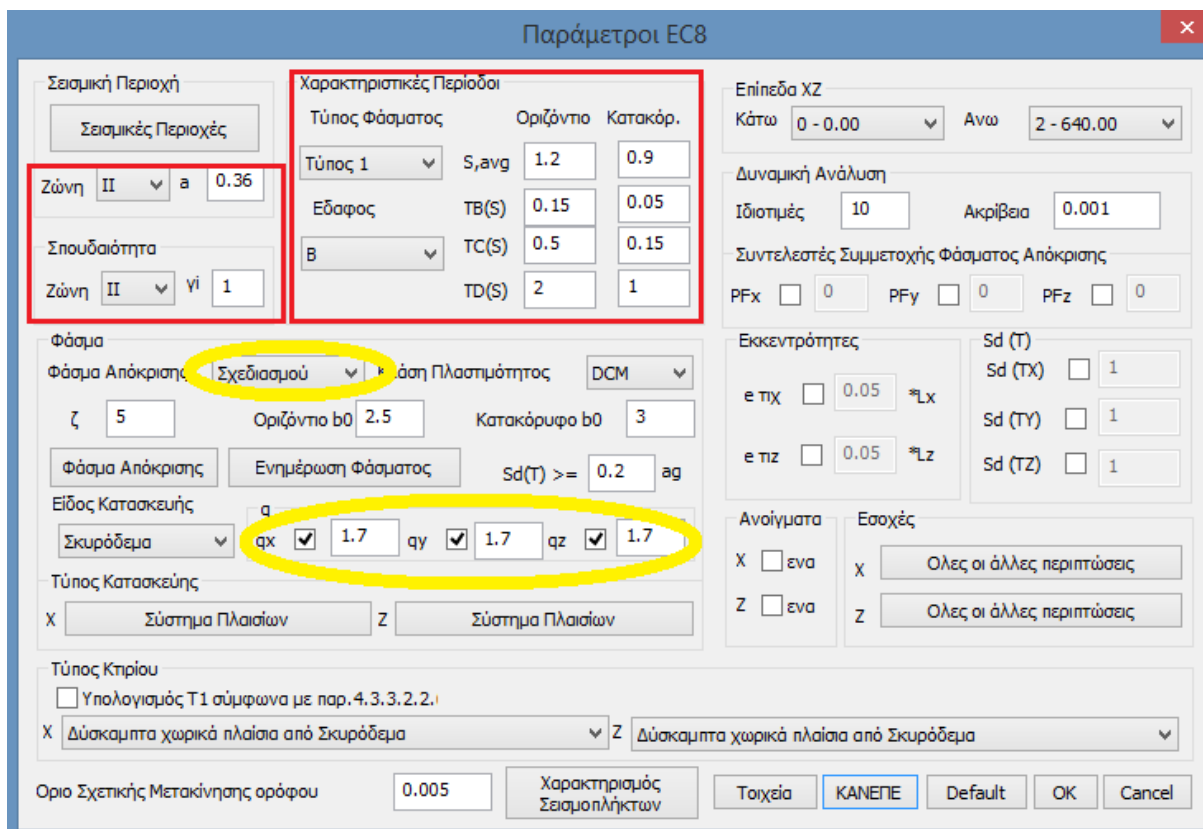 Παράμετροι EC8
Σεισμική Περιοχή
Σεισμικές Περιοχές
Ζώνη II a 0.36
Σπουδαιότητα
Ζώνη II γi 1
Χαρακτηριστικές Περίοδοι
Τύπος Φάσματος Οριζόντιο Κατακόρ.
Τύπος 1 S,avg 1.2 0.9
Εδαφος TB(S) 0.15 0.05
B TC(S) 0.5 0.15
TD(S) 2 1
Επίπεδα XZ
Κάτω 0 - 0.00 Ανω 2 - 640.00
Δυναμική Ανάλυση
Ιδιοτιμές 10 Ακρίβεια 0.001
Συντελεστές Συμμετοχής Φάσματος Απόκρισης
PFx 0 PFy 0 PFz 0
Φάσμα
Φάσμα Απόκρισης Σχεδιασμού Πλαστιμότητος DCM
ζ 5 Οριζόντιο b0 2.5 Κατακόρυφο b0 3
Φάσμα Απόκρισης Ενημέρωση Φάσματος Sd(T) >= 0.2 ag
Είδος Κατασκευής q
Σκυρόδεμα qx 1.7 qy 1.7 qz 1.7
Τύπος Κατασκεύης
X Σύστημα Πλαισίων Z Σύστημα Πλαισίων
Εκκεντρότητες
e τιχ 0.05 *Lx
e τιz 0.05 *Lz
Sd (T)
Sd (TX) 1
Sd (TY) 1
Sd (TZ) 1
Ανοίγματα
X ενα
Z ενα
Εσοχές
X Ολες οι άλλες περιπτώσεις
Z Ολες οι άλλες περιπτώσεις
Τύπος Κτιρίου
Υπολογισμός T1 σύμφωνα με παρ.4.3.3.2.2.
X Δύσκαμπτα χωρικά πλαίσια από Σκυρόδεμα Z Δύσκαμπτα χωρικά πλαίσια από Σκυρόδεμα
Οριο Σχετικής Μετακίνησης ορόφου 0.005 Χαρακτηρισμός
Σεισμοπλήκτων
Τοιχεία ΚΑΝΕΠΕ Default OK Cancel